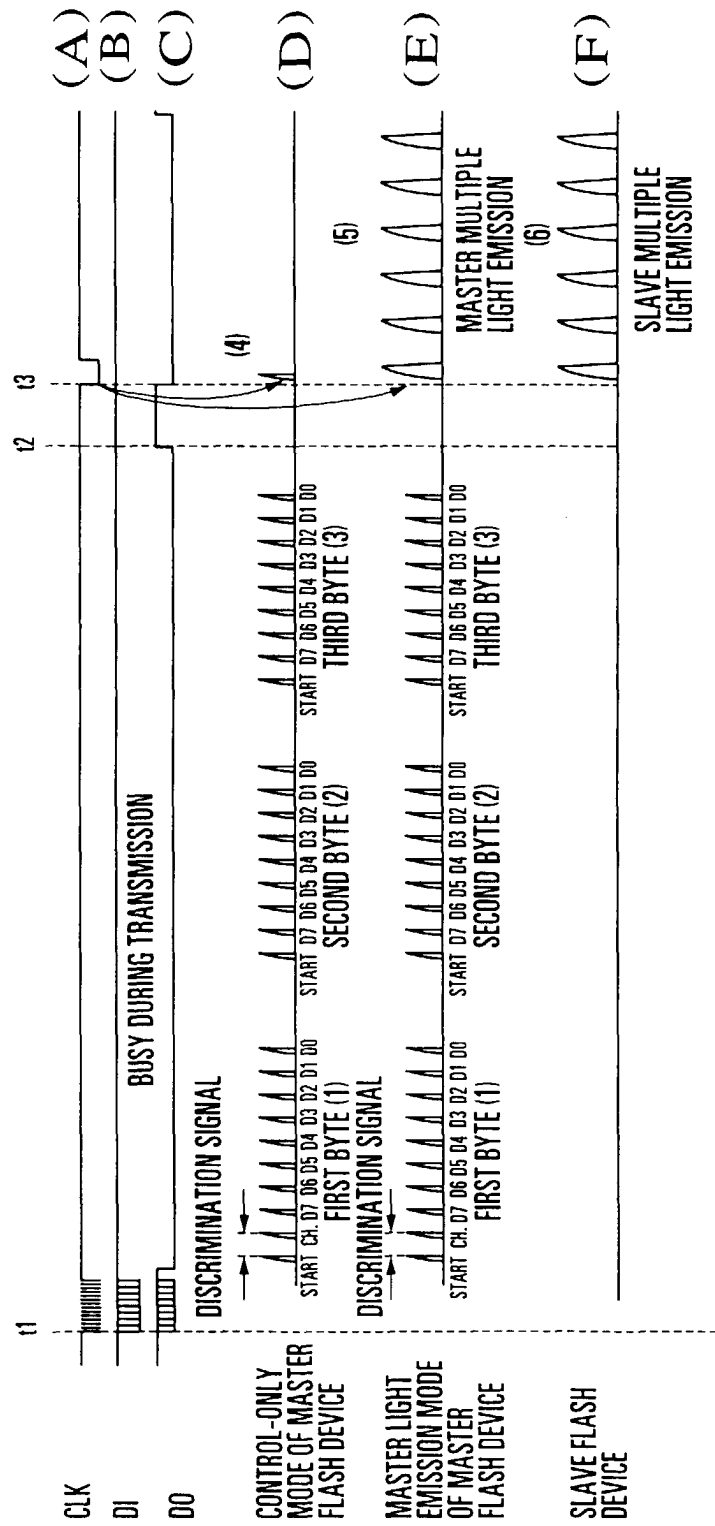 t1
t2
t3
CLK
(A)
DI
(B)
BUSY DURING TRANSMISSION
DO
(C)
DISCRIMINATION SIGNAL
(4)
CONTROL-ONLY
MODE OF MASTER
FLASH DEVICE
(D)
START CH. D7 D6 D5 D4 D3 D2 D1 D0
FIRST BYTE (1)
START D7 D6 D5 D4 D3 D2 D1 D0
SECOND BYTE (2)
START D7 D6 D5 D4 D3 D2 D1 D0
THIRD BYTE (3)
DISCRIMINATION SIGNAL
(5)
MASTER LIGHT
EMISSION MODE
OF MASTER
FLASH DEVICE
(E)
START CH. D7 D6 D5 D4 D3 D2 D1 D0
FIRST BYTE (1)
START D7 D6 D5 D4 D3 D2 D1 D0
SECOND BYTE (2)
START D7 D6 D5 D4 D3 D2 D1 D0
THIRD BYTE (3)
MASTER MULTIPLE
LIGHT EMISSION
(6)
SLAVE FLASH
DEVICE
(F)
SLAVE MULTIPLE
LIGHT EMISSION